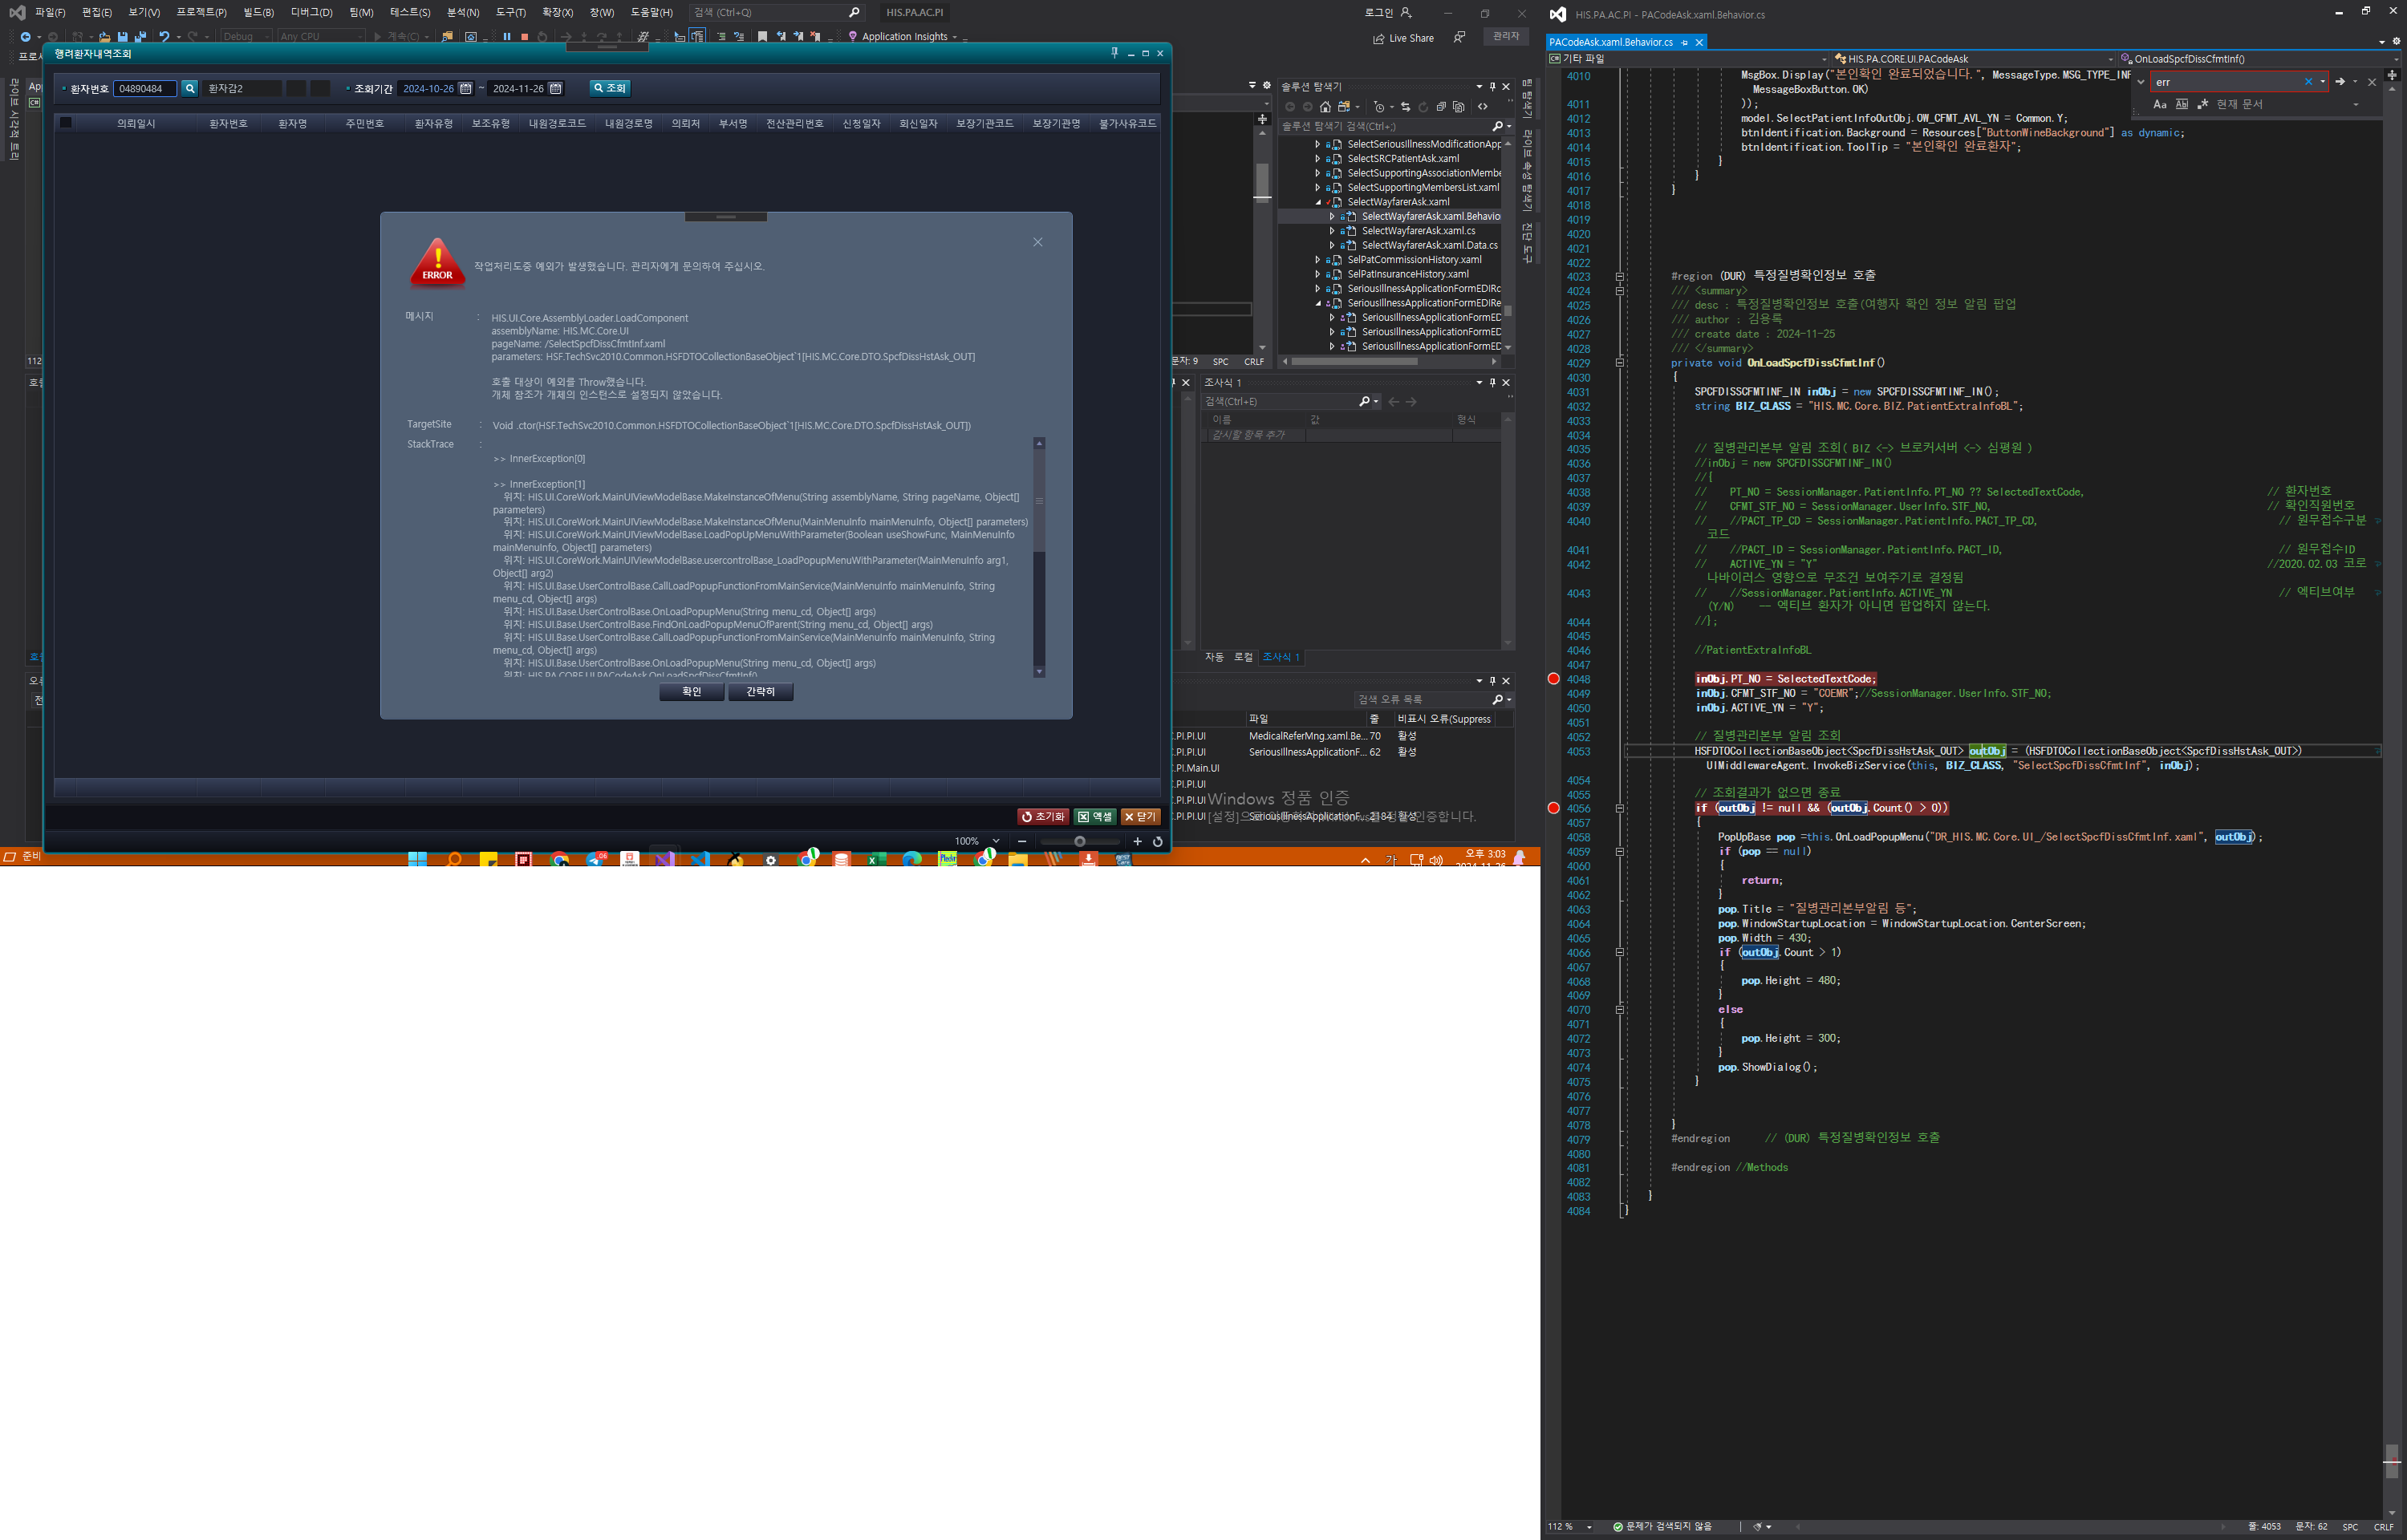 파일(F) 편집(E) 보기(V) 프로젝트(P) 빌드(B) 디버그(D) 팀(M) 테스트(S) 분석(N) 도구(T) 확장(X) 창(W) 도움말(H) 검색 (Ctrl+Q) HIS.PA.AC.PI 로그인
Debug Any CPU 계속(C) Application Insights Live Share 관리자
행려환자내역조회
환자번호 04890484 환자감2 조회기간 2024-10-26 ~ 2024-11-26 조회
의뢰일시 환자번호 환자명 주민번호 환자유형 보조유형 내원경로코드 내원경로명 의뢰저 부서명 전산관리번호 신청일자 회신일자 보장기관코드 보장기관명 불가사유코드
ERROR
작업처리도중 예외가 발생했습니다. 관리자에게 문의하여 주십시오.
메시지 : HIS.UI.Core.AssemblyLoader.LoadComponent
assemblyName: HIS.MC.Core.UI
pageName: /SelectSpcfDissCfmtInf.xaml
parameters: HSF.TechSvc2010.Common.HSFDTOCollectionBaseObject`1[HIS.MC.Core.DTO.SpcfDissHstAsk_OUT]
호출 대상이 예외를 Throw했습니다.
개체 참조가 개체의 인스턴스로 설정되지 않았습니다.
TargetSite : Void .ctor(HSF.TechSvc2010.Common.HSFDTOCollectionBaseObject`1[HIS.MC.Core.DTO.SpcfDissHstAsk_OUT])
StackTrace :
>> InnerException[0]
>> InnerException[1]
위치: HIS.UI.CoreWork.MainUIViewModelBase.MakeInstanceOfMenu(String assemblyName, String pageName, Object[]
parameters)
위치: HIS.UI.CoreWork.MainUIViewModelBase.MakeInstanceOfMenu(MainMenuInfo mainMenuInfo, Object[] parameters)
위치: HIS.UI.CoreWork.MainUIViewModelBase.LoadPopUpMenuWithParameter(Boolean useShowFunc, MainMenuInfo
mainMenuInfo, Object[] parameters)
위치: HIS.UI.CoreWork.MainUIViewModelBase.usercontrolBase_LoadPopupMenuWithParameter(MainMenuInfo arg1,
Object[] arg2)
위치: HIS.UI.Base.UserControlBase.CallLoadPopupFunctionFromMainService(MainMenuInfo mainMenuInfo, String
menu_cd, Object[] args)
위치: HIS.UI.Base.UserControlBase.OnLoadPopupMenu(String menu_cd, Object[] args)
위치: HIS.UI.Base.UserControlBase.FindOnLoadPopupMenuOfParent(String menu_cd, Object[] args)
위치: HIS.UI.Base.UserControlBase.CallLoadPopupFunctionFromMainService(MainMenuInfo mainMenuInfo, String
menu_cd, Object[] args)
위치: HIS.UI.Base.UserControlBase.OnLoadPopupMenu(String menu_cd, Object[] args)
위치: HIS.PA.CORE.UI.PACodeAsk.OnLoadSpcfDissCfmtInf()
확인 간략히
초기화 엑셀 닫기
100%
준비
오후 3:03
솔루션 탐색기
솔루션 탐색기 검색(Ctrl+;)
SelectSeriousIllnessModificationApp
SelectSRCPatientAsk.xaml
SelectSupportingAssociationMembe
SelectSupportingMembersList.xaml
SelectWayfarerAsk.xaml
SelectWayfarerAsk.xaml.Behavio
SelectWayfarerAsk.xaml.cs
SelectWayfarerAsk.xaml.Data.cs
SelPatCommissionHistory.xaml
SelPatInsuranceHistory.xaml
SeriousIllnessApplicationFormEDIRc
SeriousIllnessApplicationFormEDIRe
SeriousIllnessApplicationFormED
SeriousIllnessApplicationFormED
SeriousIllnessApplicationFormED
문자: 9 SPC CRLF
조사식 1
검색(Ctrl+E)
이름 값 형식
감시할 항목 추가
자동 로컬 조사식 1
검색 오류 목록
파일 줄 비표시 오류(Suppress
.PI.PI.UI MedicalReferMng.xaml.Be... 70 활성
.PI.PI.UI SeriousIllnessApplicationF... 62 활성
.PI.Main.UI
.PI.PI.UI
.PI.PI.UI
.PI.PI.UI SeriousIllnessApplicationF... 2184 활성
Windows 정품 인증
HIS.PA.AC.PI - PACodeAsk.xaml.Behavior.cs
PACodeAsk.xaml.Behavior.cs
기타 파일 HIS.PA.CORE.UI.PACodeAsk OnLoadSpcfDissCfmtInf()
err
현재 문서
4010 MsgBox.Display("본인확인 완료되었습니다.", MessageType.MSG_TYPE_INF
MessageBoxButton.OK)
4011 ));
4012 model.SelectPatientInfoOutObj.OW_CFMT_AVL_YN = Common.Y;
4013 btnIdentification.Background = Resources["ButtonWineBackground"] as dynamic;
4014 btnIdentification.ToolTip = "본인확인 완료환자";
4015 }
4016 }
4017 }
4018
4019
4020
4021
4022
4023 #region (DUR) 특정질병확인정보 호출
4024 /// <summary>
4025 /// desc : 특정질병확인정보 호출(여행자 확인 정보 알림 팝업
4026 /// author : 김용록
4027 /// create date : 2024-11-25
4028 /// </summary>
4029 private void OnLoadSpcfDissCfmtInf()
4030 {
4031 SPCFDISSCFMTINF_IN inObj = new SPCFDISSCFMTINF_IN();
4032 string BIZ_CLASS = "HIS.MC.Core.BIZ.PatientExtraInfoBL";
4033
4034
4035 // 질병관리본부 알림 조회( BIZ <-> 브로커서버 <-> 심평원 )
4036 //inObj = new SPCFDISSCFMTINF_IN()
4037 //{
4038 // PT_NO = SessionManager.PatientInfo.PT_NO ?? SelectedTextCode, // 환자번호
4039 // CFMT_STF_NO = SessionManager.UserInfo.STF_NO, // 확인직원번호
4040 // //PACT_TP_CD = SessionManager.PatientInfo.PACT_TP_CD, // 원무접수구분
코드
4041 // //PACT_ID = SessionManager.PatientInfo.PACT_ID, // 원무접수ID
4042 // ACTIVE_YN = "Y" //2020.02.03 코로
나바이러스 영향으로 무조건 보여주기로 결정됨
4043 // //SessionManager.PatientInfo.ACTIVE_YN // 엑티브여부
(Y/N) -- 엑티브 환자가 아니면 팝업하지 않는다.
4044 //};
4045
4046 //PatientExtraInfoBL
4047
4048 inObj.PT_NO = SelectedTextCode;
4049 inObj.CFMT_STF_NO = "COEMR";//SessionManager.UserInfo.STF_NO;
4050 inObj.ACTIVE_YN = "Y";
4051
4052 // 질병관리본부 알림 조회
4053 HSFDTOCollectionBaseObject<SpcfDissHstAsk_OUT> outObj = (HSFDTOCollectionBaseObject<SpcfDissHstAsk_OUT>)
UIMiddlewareAgent.InvokeBizService(this, BIZ_CLASS, "SelectSpcfDissCfmtInf", inObj);
4054
4055 // 조회결과가 없으면 종료
4056 if (outObj != null && (outObj.Count() > 0))
4057 {
4058 PopUpBase pop =this.OnLoadPopupMenu("DR_HIS.MC.Core.UI_/SelectSpcfDissCfmtInf.xaml", outObj);
4059 if (pop == null)
4060 {
4061 return;
4062 }
4063 pop.Title = "질병관리본부알림 등";
4064 pop.WindowStartupLocation = WindowStartupLocation.CenterScreen;
4065 pop.Width = 430;
4066 if (outObj.Count > 1)
4067 {
4068 pop.Height = 480;
4069 }
4070 else
4071 {
4072 pop.Height = 300;
4073 }
4074 pop.ShowDialog();
4075 }
4076
4077
4078 }
4079 #endregion // (DUR) 특정질병확인정보 호출
4080
4081 #endregion //Methods
4082
4083 }
4084 }
112 % 문제가 검색되지 않음 줄: 4053 문자: 62 SPC CRLF